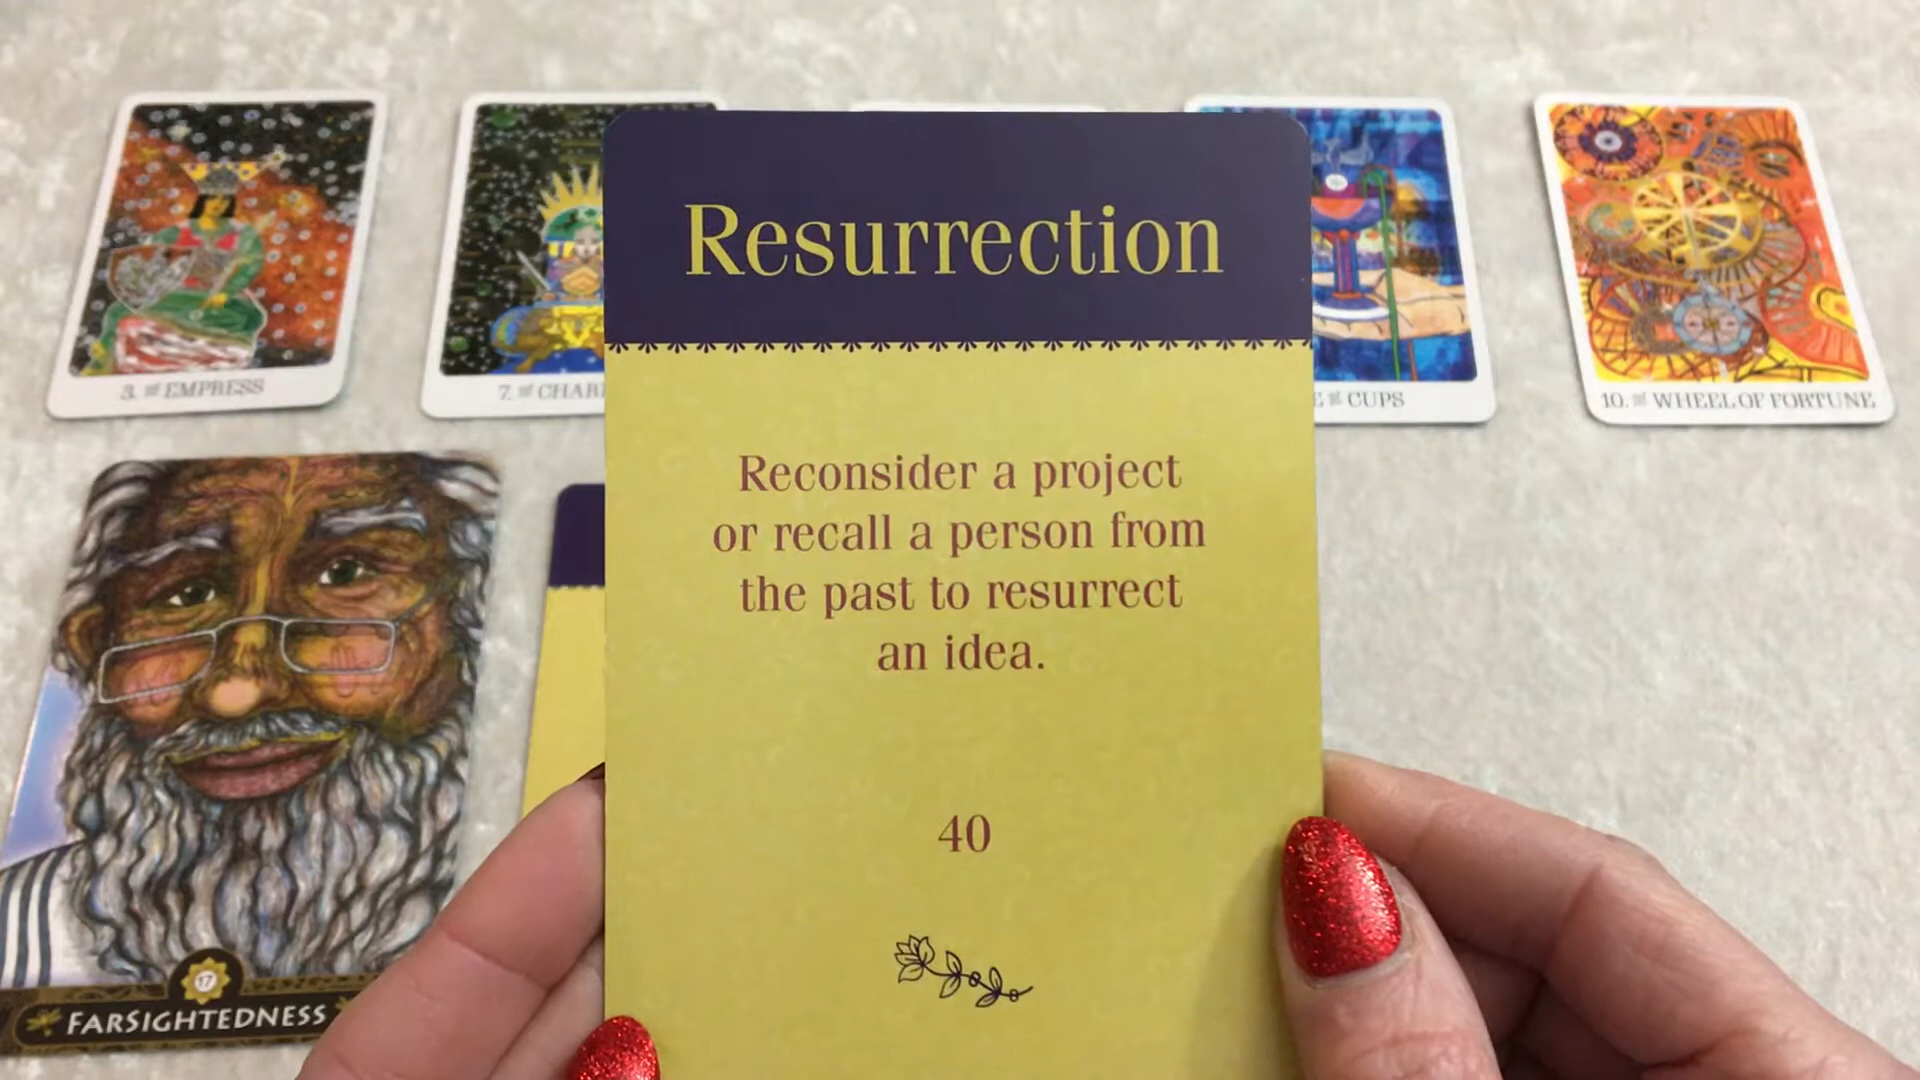 Resurrection
Reconsider a project
or recall a person from
the past to resurrect
an idea.
40
3. EMPRESS
7.
CUPS
10. WHEEL OF FORTUNE
17
FARSIGHTEDNESS